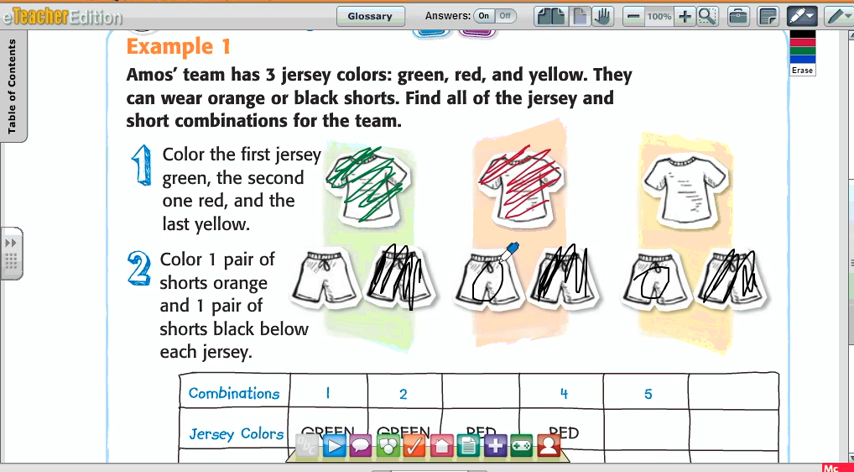 eTeacherEdition
Glossary
Answers: On Off
100%
Erase
Table of Contents
Example 1
Amos' team has 3 jersey colors: green, red, and yellow. They
can wear orange or black shorts. Find all of the jersey and
short combinations for the team.
1 Color the first jersey
green, the second
one red, and the
last yellow.
2 Color 1 pair of
shorts orange
and 1 pair of
shorts black below
each jersey.
Combinations 1 2 4 5
Jersey Colors GREEN GREEN RED RED
Mc